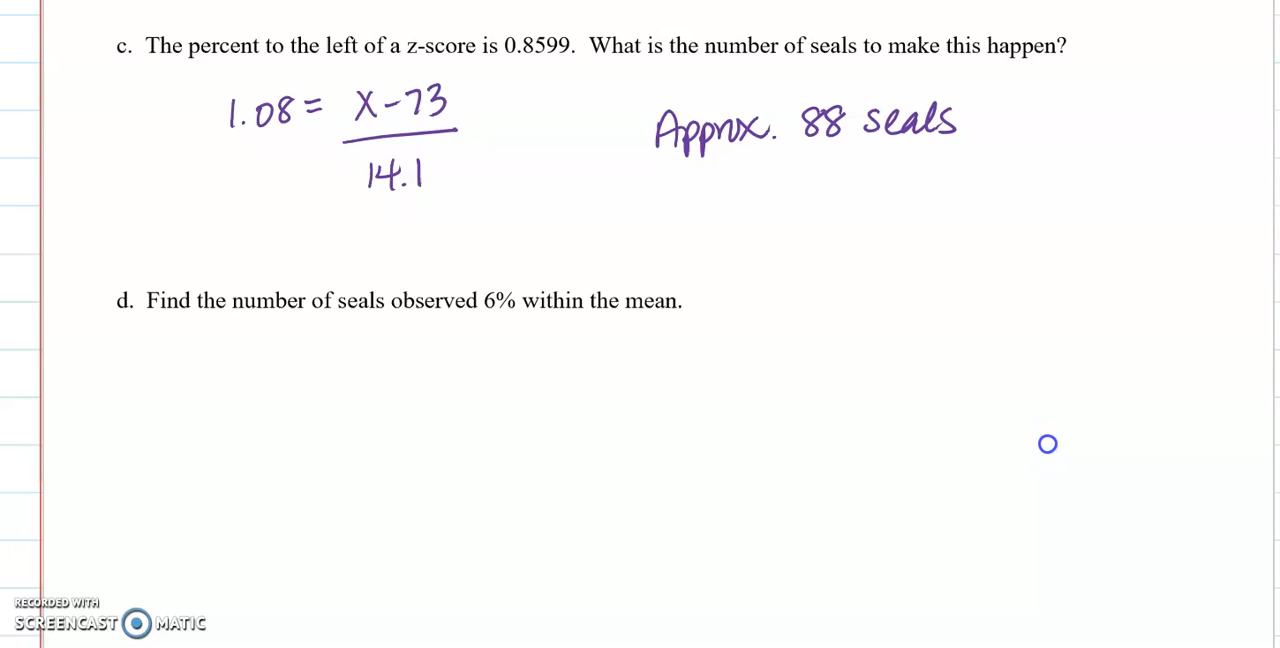 c. The percent to the left of a z-score is 0.8599. What is the number of seals to make this happen?
1.08 = X-73
14.1
Approx. 88 seals
d. Find the number of seals observed 6% within the mean.
RECORDED WITH
SCREENCAST MATIC